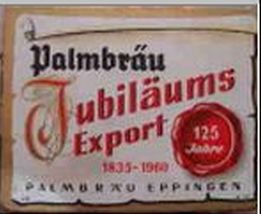 Palmbräu
Jubiläums
Export
125
Jahre
1835-1960
PALMBRÄU EPPINGEN